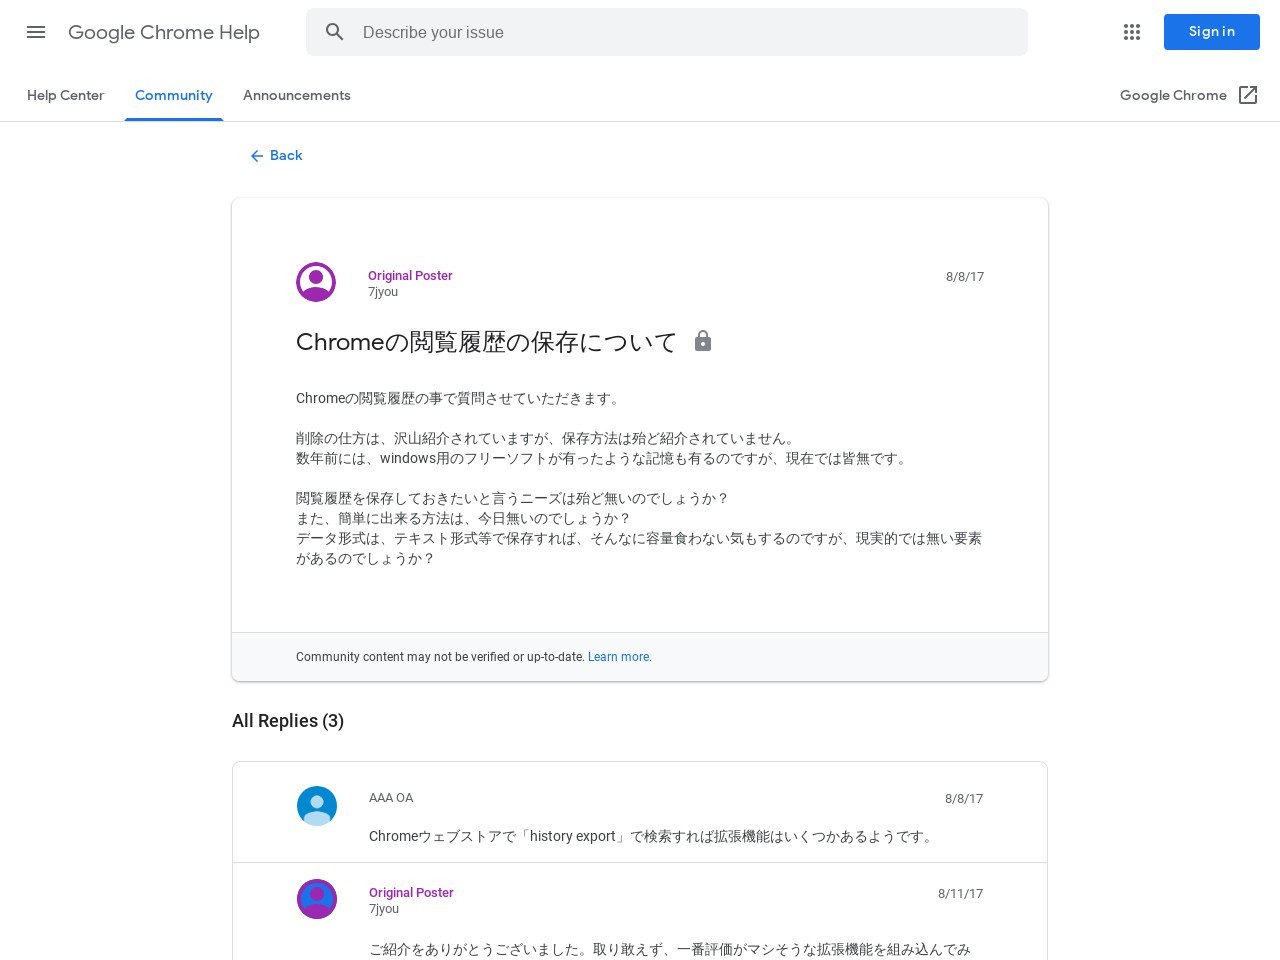 Google Chrome Help
Describe your issue
Sign in
Help Center
Community
Announcements
Google Chrome
Back
Original Poster
7jyou
8/8/17
Chromeの閲覧履歴の保存について
Chromeの閲覧履歴の事で質問させていただきます。
削除の仕方は、沢山紹介されていますが、保存方法は殆ど紹介されていません。
数年前には、windows用のフリーソフトが有ったような記憶も有るのですが、現在では皆無です。
閲覧履歴を保存しておきたいと言うニーズは殆ど無いのでしょうか？
また、簡単に出来る方法は、今日無いのでしょうか？
データ形式は、テキスト形式等で保存すれば、そんなに容量食わない気もするのですが、現実的では無い要素
があるのでしょうか？
Community content may not be verified or up-to-date. Learn more.
All Replies (3)
AAA OA
8/8/17
Chromeウェブストアで「history export」で検索すれば拡張機能はいくつかあるようです。
Original Poster
7jyou
8/11/17
ご紹介をありがとうございました。取り敢えず、一番評価がマシそうな拡張機能を組み込んでみ